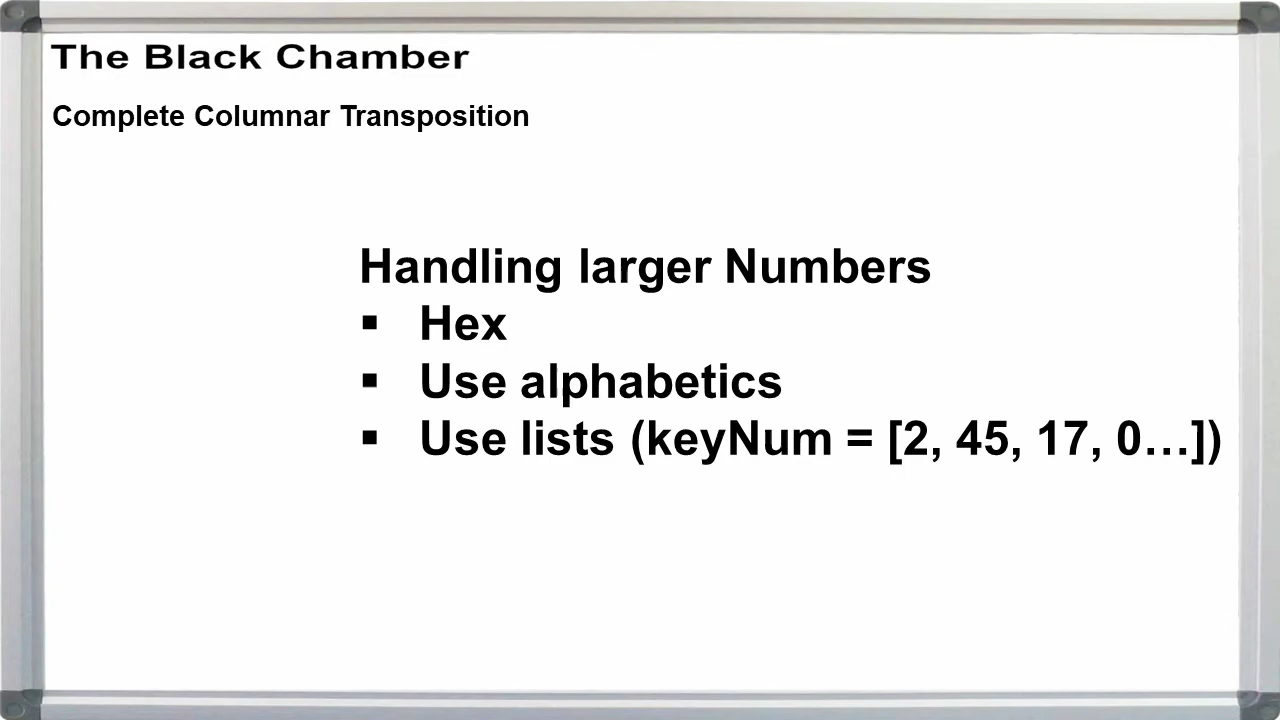 The Black Chamber
Complete Columnar Transposition
Handling larger Numbers
▪ Hex
▪ Use alphabetics
▪ Use lists (keyNum = [2, 45, 17, 0…])